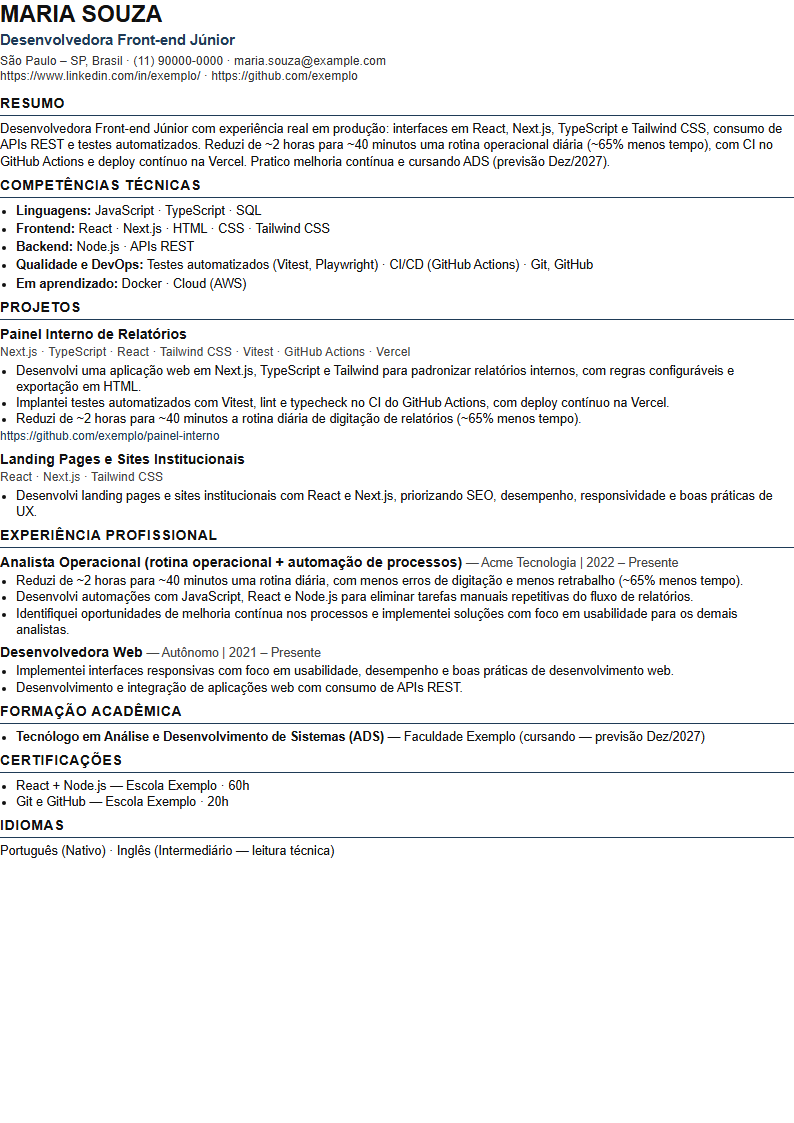 MARIA SOUZA
Desenvolvedora Front-end Júnior
São Paulo – SP, Brasil · (11) 90000-0000 · maria.souza@example.com
https://www.linkedin.com/in/exemplo/ · https://github.com/exemplo
RESUMO
Desenvolvedora Front-end Júnior com experiência real em produção: interfaces em React, Next.js, TypeScript e Tailwind CSS, consumo de
APIs REST e testes automatizados. Reduzi de ~2 horas para ~40 minutos uma rotina operacional diária (~65% menos tempo), com CI no
GitHub Actions e deploy contínuo na Vercel. Pratico melhoria contínua e cursando ADS (previsão Dez/2027).
COMPETÊNCIAS TÉCNICAS
• Linguagens: JavaScript · TypeScript · SQL
• Frontend: React · Next.js · HTML · CSS · Tailwind CSS
• Backend: Node.js · APIs REST
• Qualidade e DevOps: Testes automatizados (Vitest, Playwright) · CI/CD (GitHub Actions) · Git, GitHub
• Em aprendizado: Docker · Cloud (AWS)
PROJETOS
Painel Interno de Relatórios
Next.js · TypeScript · React · Tailwind CSS · Vitest · GitHub Actions · Vercel
• Desenvolvi uma aplicação web em Next.js, TypeScript e Tailwind para padronizar relatórios internos, com regras configuráveis e
exportação em HTML.
• Implantei testes automatizados com Vitest, lint e typecheck no CI do GitHub Actions, com deploy contínuo na Vercel.
• Reduzi de ~2 horas para ~40 minutos a rotina diária de digitação de relatórios (~65% menos tempo).
https://github.com/exemplo/painel-interno
Landing Pages e Sites Institucionais
React · Next.js · Tailwind CSS
• Desenvolvi landing pages e sites institucionais com React e Next.js, priorizando SEO, desempenho, responsividade e boas práticas de
UX.
EXPERIÊNCIA PROFISSIONAL
Analista Operacional (rotina operacional + automação de processos) — Acme Tecnologia | 2022 – Presente
• Reduzi de ~2 horas para ~40 minutos uma rotina diária, com menos erros de digitação e menos retrabalho (~65% menos tempo).
• Desenvolvi automações com JavaScript, React e Node.js para eliminar tarefas manuais repetitivas do fluxo de relatórios.
• Identifiquei oportunidades de melhoria contínua nos processos e implementei soluções com foco em usabilidade para os demais
analistas.
Desenvolvedora Web — Autônomo | 2021 – Presente
• Implementei interfaces responsivas com foco em usabilidade, desempenho e boas práticas de desenvolvimento web.
• Desenvolvimento e integração de aplicações web com consumo de APIs REST.
FORMAÇÃO ACADÊMICA
• Tecnólogo em Análise e Desenvolvimento de Sistemas (ADS) — Faculdade Exemplo (cursando — previsão Dez/2027)
CERTIFICAÇÕES
• React + Node.js — Escola Exemplo · 60h
• Git e GitHub — Escola Exemplo · 20h
IDIOMAS
Português (Nativo) · Inglês (Intermediário — leitura técnica)